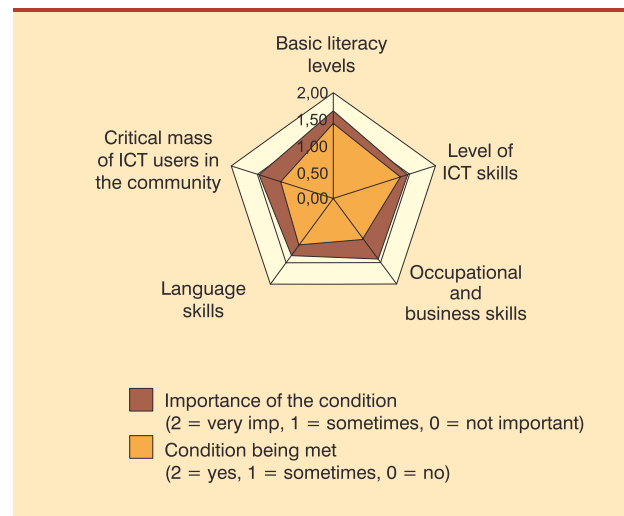 Basic literacy
levels
2,00
1,50
1,00
0,50
0,00
Critical mass
of ICT users in
the community
Level of
ICT skills
Language
skills
Occupational
and
business skills
Importance of the condition
(2 = very imp, 1 = sometimes, 0 = not important)
Condition being met
(2 = yes, 1 = sometimes, 0 = no)